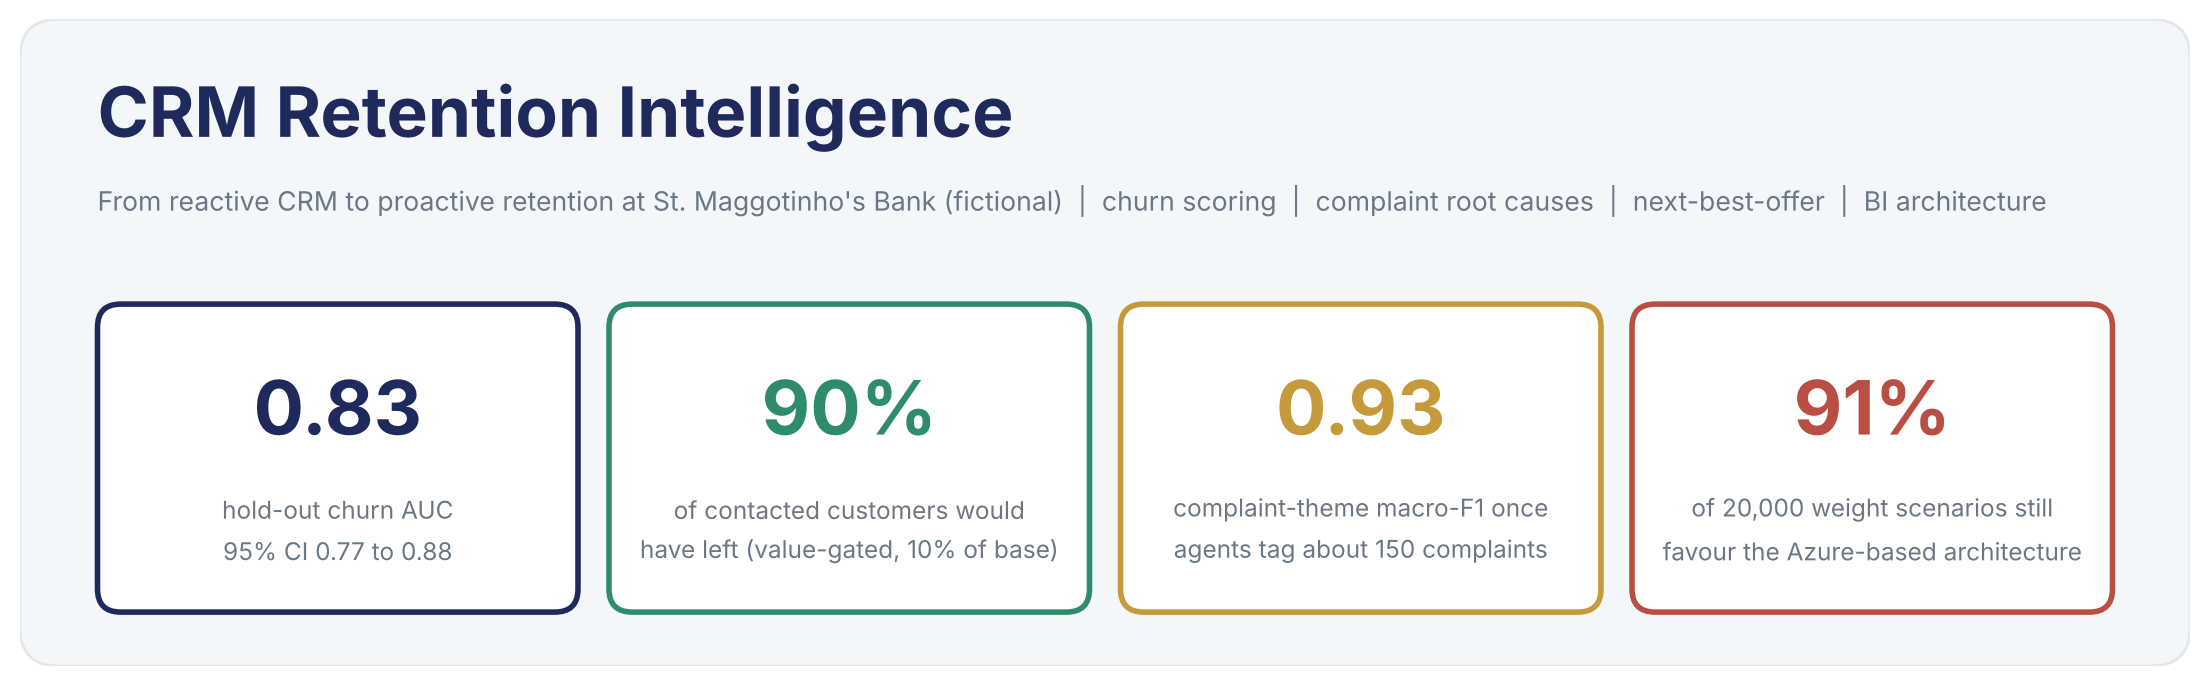 CRM Retention Intelligence
From reactive CRM to proactive retention at St. Maggotinho's Bank (fictional) | churn scoring | complaint root causes | next-best-offer | BI architecture
0.83
hold-out churn AUC
95% CI 0.77 to 0.88
90%
of contacted customers would
have left (value-gated, 10% of base)
0.93
complaint-theme macro-F1 once
agents tag about 150 complaints
91%
of 20,000 weight scenarios still
favour the Azure-based architecture